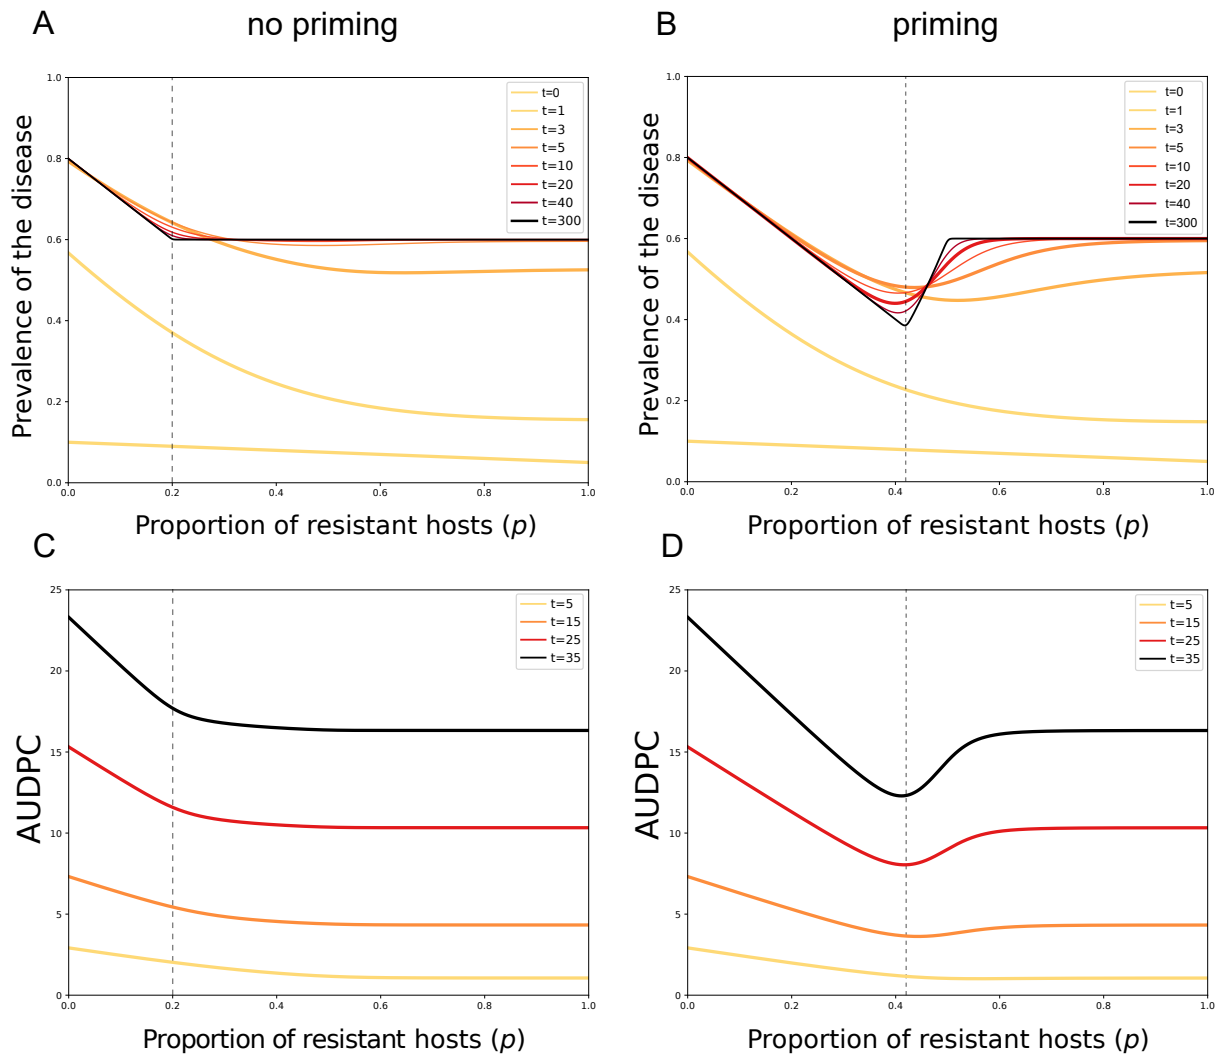 A
no priming
B
priming
Prevalence of the disease
1.0
0.8
0.6
0.4
0.2
0.0
t=0
t=1
t=3
t=5
t=10
t=20
t=40
t=300
0.0 0.2 0.4 0.6 0.8 1.0
Proportion of resistant hosts (p)
Prevalence of the disease
1.0
0.8
0.6
0.4
0.2
0.0
t=0
t=1
t=3
t=5
t=10
t=20
t=40
t=300
0.0 0.2 0.4 0.6 0.8 1.0
Proportion of resistant hosts (p)
C
AUDPC
25
20
15
10
5
0
t=5
t=15
t=25
t=35
0.0 0.2 0.4 0.6 0.8 1.0
Proportion of resistant hosts (p)
D
AUDPC
25
20
15
10
5
0
t=5
t=15
t=25
t=35
0.0 0.2 0.4 0.6 0.8 1.0
Proportion of resistant hosts (p)